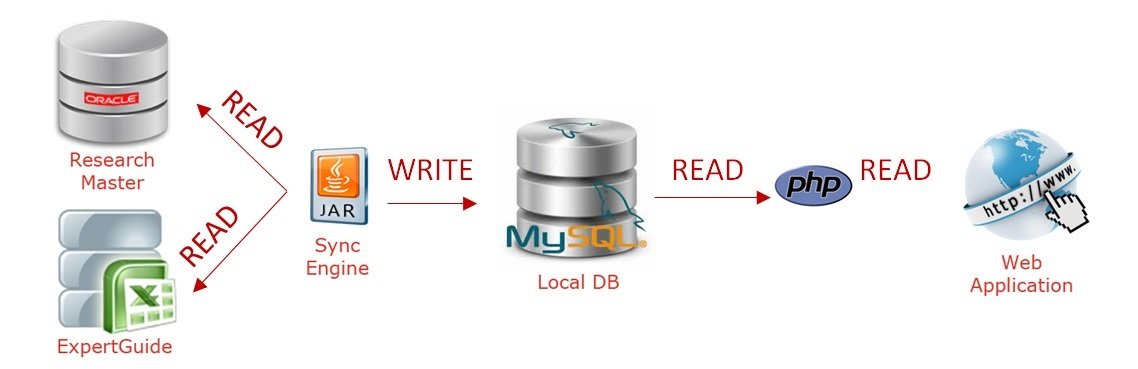 ORACLE
Research
Master
READ
READ
ExpertGuide
JAR
Sync
Engine
WRITE
MySQL®
Local DB
READ
php
READ
http://www.
Web
Application